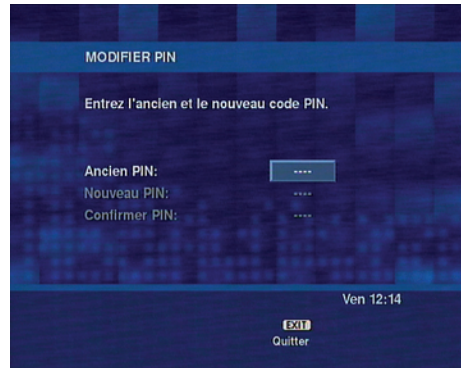 MODIFIER PIN
Entrez l'ancien et le nouveau code PIN.
Ancien PIN: ----
Nouveau PIN: ----
Confirmer PIN: ----
Ven 12:14
EXIT
Quitter